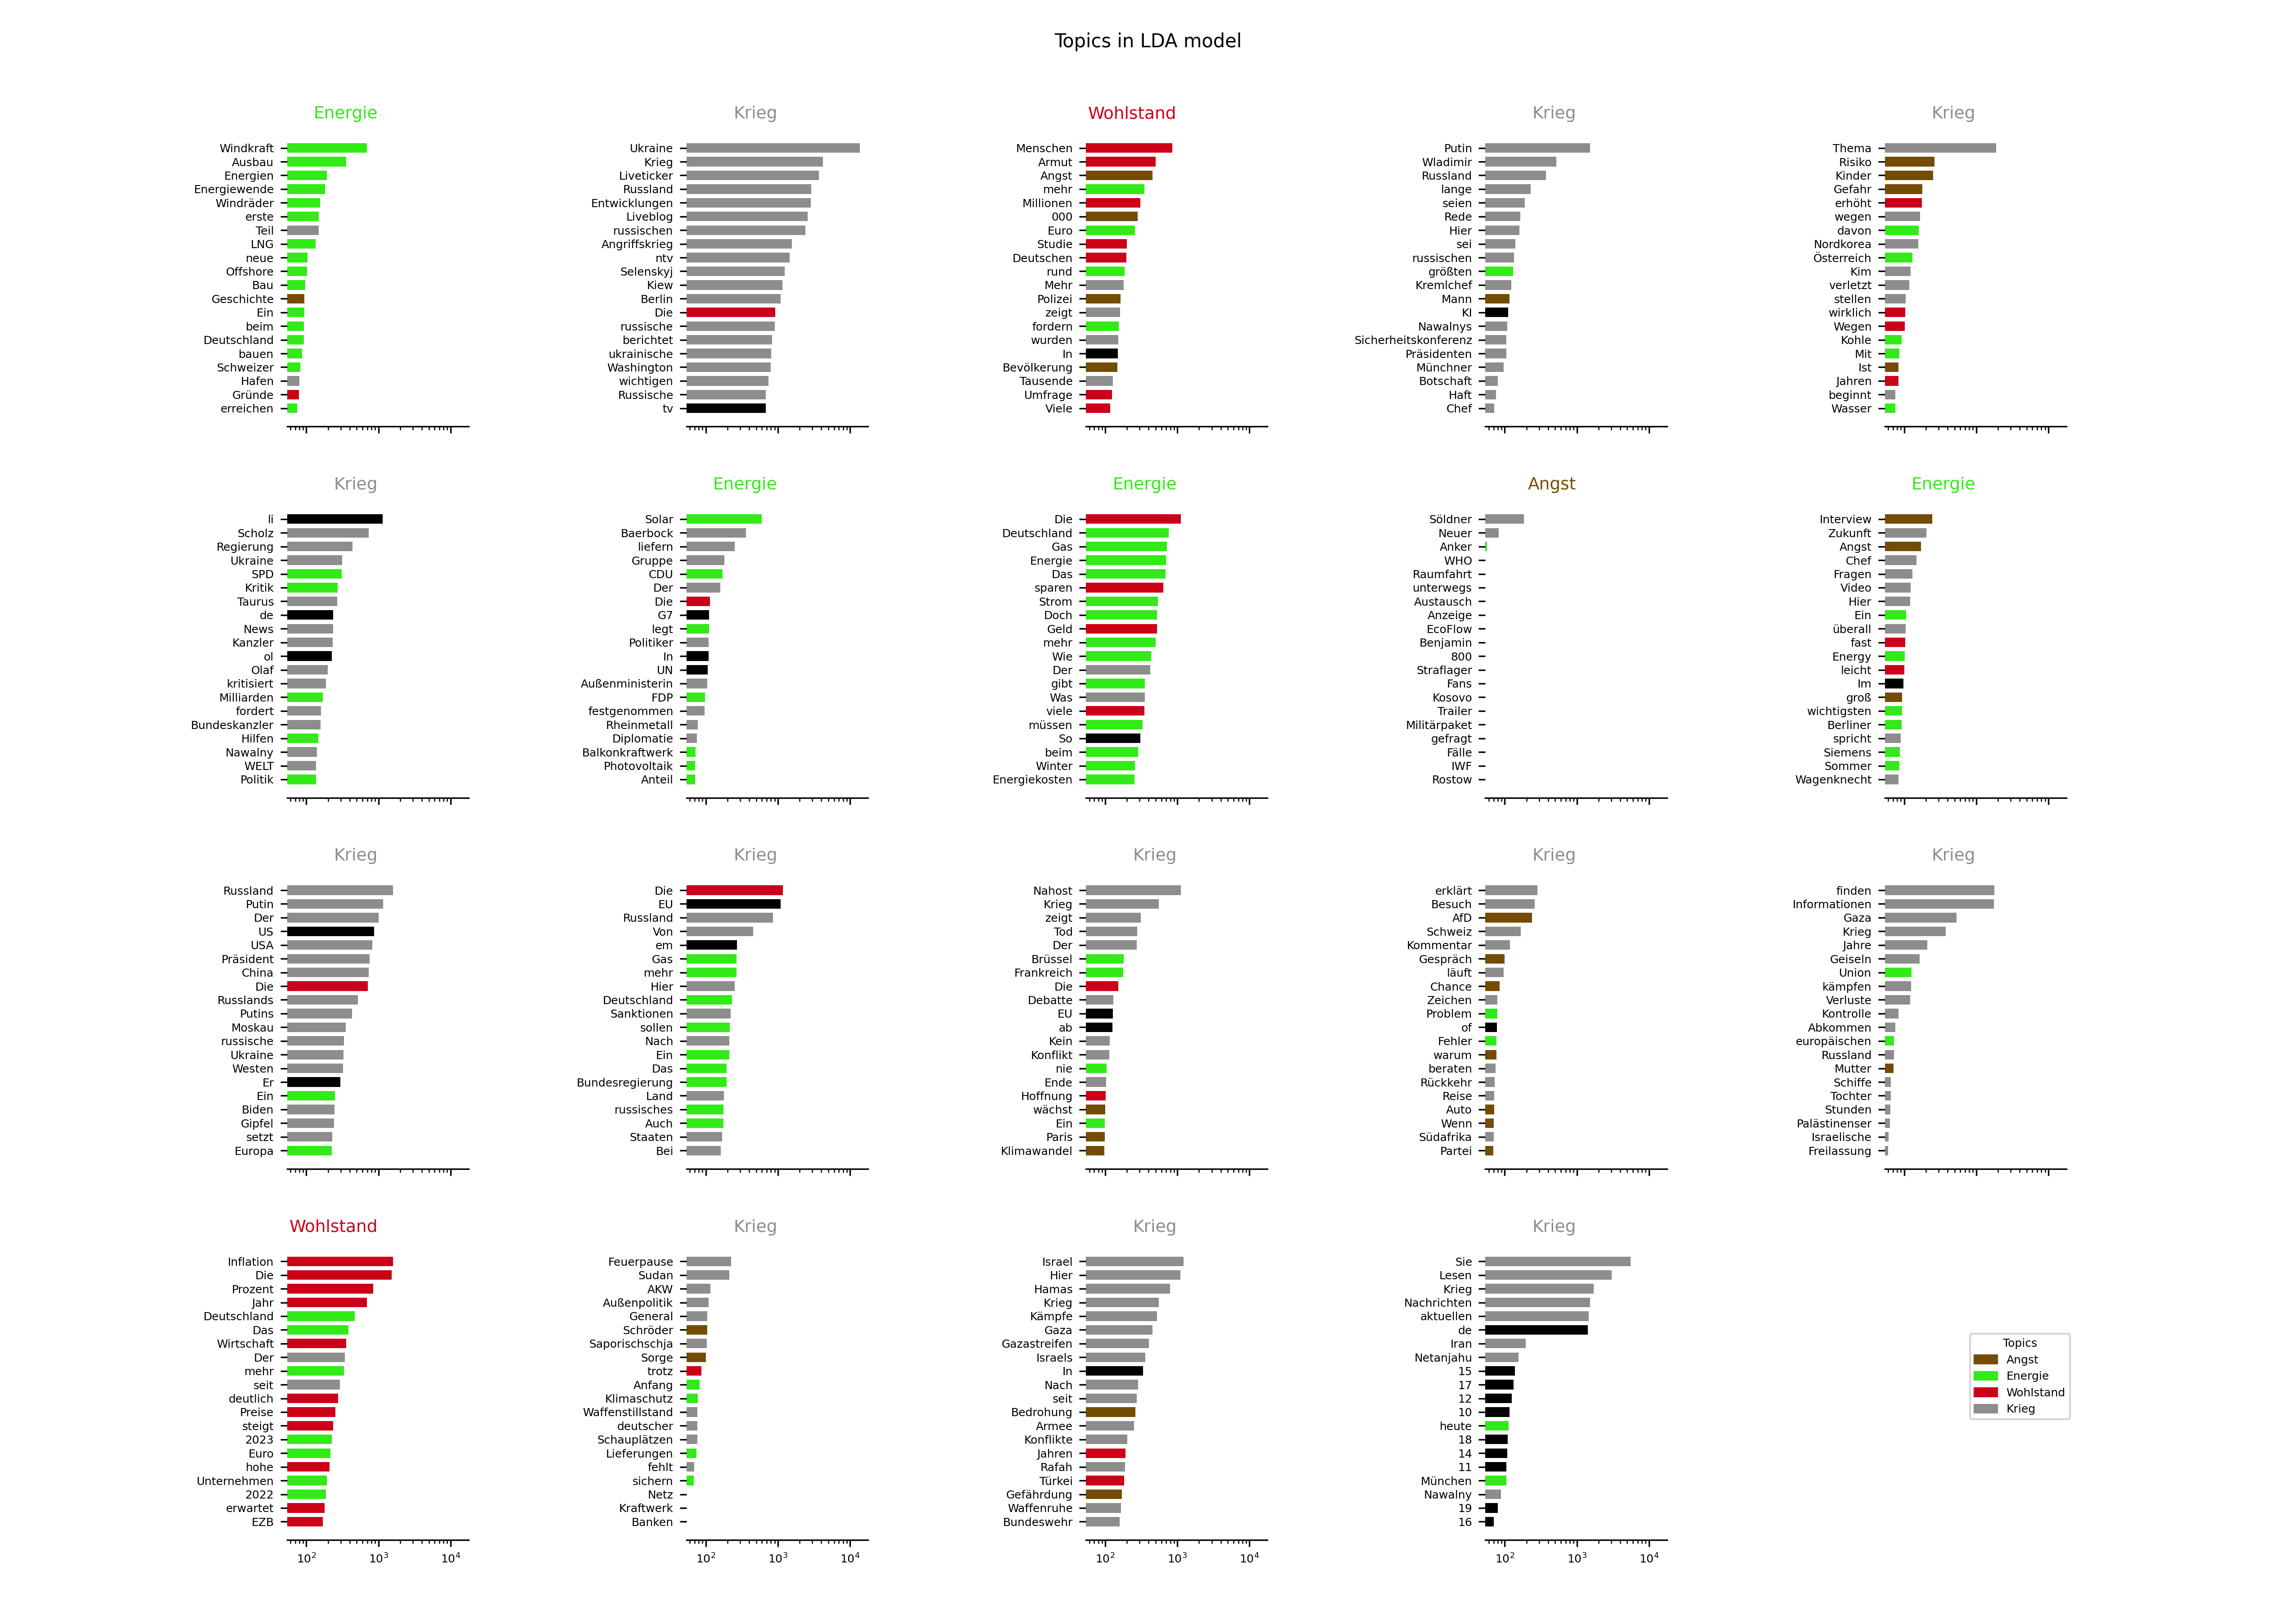 Topics in LDA model
Energie
Windkraft
Ausbau
Energien
Energiewende
Windräder
erste
Teil
LNG
neue
Offshore
Bau
Geschichte
Ein
beim
Deutschland
bauen
Schweizer
Hafen
Gründe
erreichen
Krieg
Ukraine
Krieg
Liveticker
Russland
Entwicklungen
Liveblog
russischen
Angriffskrieg
ntv
Selenskyj
Kiew
Berlin
Die
russische
berichtet
ukrainische
Washington
wichtigen
Russische
tv
Wohlstand
Menschen
Armut
Angst
mehr
Millionen
000
Euro
Studie
Deutschen
rund
Mehr
Polizei
zeigt
fordern
wurden
In
Bevölkerung
Tausende
Umfrage
Viele
Krieg
Putin
Wladimir
Russland
lange
seien
Rede
Hier
sei
russischen
größten
Kremlchef
Mann
KI
Nawalnys
Sicherheitskonferenz
Präsidenten
Münchner
Botschaft
Haft
Chef
Krieg
Thema
Risiko
Kinder
Gefahr
erhöht
wegen
davon
Nordkorea
Österreich
Kim
verletzt
stellen
wirklich
Wegen
Kohle
Mit
Ist
Jahren
beginnt
Wasser
Krieg
li
Scholz
Regierung
Ukraine
SPD
Kritik
Taurus
de
News
Kanzler
ol
Olaf
kritisiert
Milliarden
fordert
Bundeskanzler
Hilfen
Nawalny
WELT
Politik
Energie
Solar
Baerbock
liefern
Gruppe
CDU
Der
Die
G7
legt
Politiker
In
UN
Außenministerin
FDP
festgenommen
Rheinmetall
Diplomatie
Balkonkraftwerk
Photovoltaik
Anteil
Energie
Die
Deutschland
Gas
Energie
Das
sparen
Strom
Doch
Geld
mehr
Wie
Der
gibt
Was
viele
müssen
So
beim
Winter
Energiekosten
Angst
Söldner
Neuer
Anker
WHO
Raumfahrt
unterwegs
Austausch
Anzeige
EcoFlow
Benjamin
800
Straflager
Fans
Kosovo
Trailer
Militärpaket
gefragt
Fälle
IWF
Rostow
Energie
Interview
Zukunft
Angst
Chef
Fragen
Video
Hier
Ein
überall
fast
Energy
leicht
Im
groß
wichtigsten
Berliner
spricht
Siemens
Sommer
Wagenknecht
Krieg
Russland
Putin
Der
US
USA
Präsident
China
Die
Russlands
Putins
Moskau
russische
Ukraine
Westen
Er
Ein
Biden
Gipfel
setzt
Europa
Krieg
Die
EU
Russland
Von
em
Gas
mehr
Hier
Deutschland
Sanktionen
sollen
Nach
Ein
Das
Bundesregierung
Land
russisches
Auch
Staaten
Bei
Krieg
Nahost
Krieg
zeigt
Tod
Der
Brüssel
Frankreich
Die
Debatte
EU
ab
Kein
Konflikt
nie
Ende
Hoffnung
wächst
Ein
Paris
Klimawandel
Krieg
erklärt
Besuch
AfD
Schweiz
Kommentar
Gespräch
läuft
Chance
Zeichen
Problem
of
Fehler
warum
beraten
Rückkehr
Reise
Auto
Wenn
Südafrika
Partei
Krieg
finden
Informationen
Gaza
Krieg
Jahre
Geiseln
Union
kämpfen
Verluste
Kontrolle
Abkommen
europäischen
Russland
Mutter
Schiffe
Tochter
Stunden
Palästinenser
Israelische
Freilassung
Wohlstand
Inflation
Die
Prozent
Jahr
Deutschland
Das
Wirtschaft
Der
mehr
seit
deutlich
Preise
steigt
2023
Euro
hohe
Unternehmen
2022
erwartet
EZB
10² 10³ 10⁴
Krieg
Feuerpause
Sudan
AKW
Außenpolitik
General
Schröder
Saporischschja
Sorge
trotz
Anfang
Klimaschutz
Waffenstillstand
deutscher
Schauplätzen
Lieferungen
fehlt
sichern
Netz
Kraftwerk
Banken
10² 10³ 10⁴
Krieg
Israel
Hier
Hamas
Krieg
Kämpfe
Gaza
Gazastreifen
Israels
In
Nach
seit
Bedrohung
Armee
Konflikte
Jahren
Rafah
Türkei
Gefährdung
Waffenruhe
Bundeswehr
10² 10³ 10⁴
Krieg
Sie
Lesen
Krieg
Nachrichten
aktuellen
de
Iran
Netanjahu
15
17
12
10
heute
18
14
11
München
Nawalny
19
16
10² 10³ 10⁴
Topics
Angst
Energie
Wohlstand
Krieg